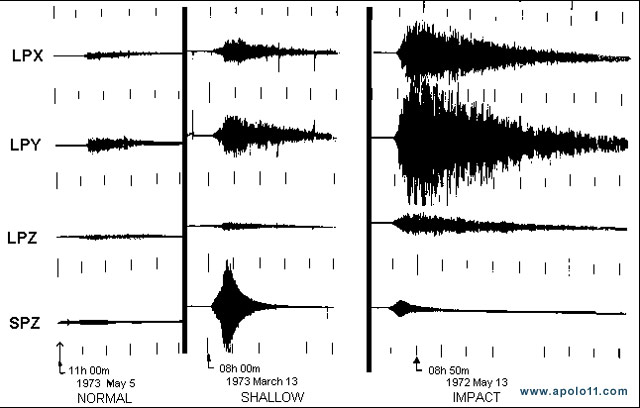 LPX
LPY
LPZ
SPZ
11h 00m
1973 May 5
NORMAL
08h 00m
1973 March 13
SHALLOW
08h 50m
1972 May 13
IMPACT
www.apolo11.com